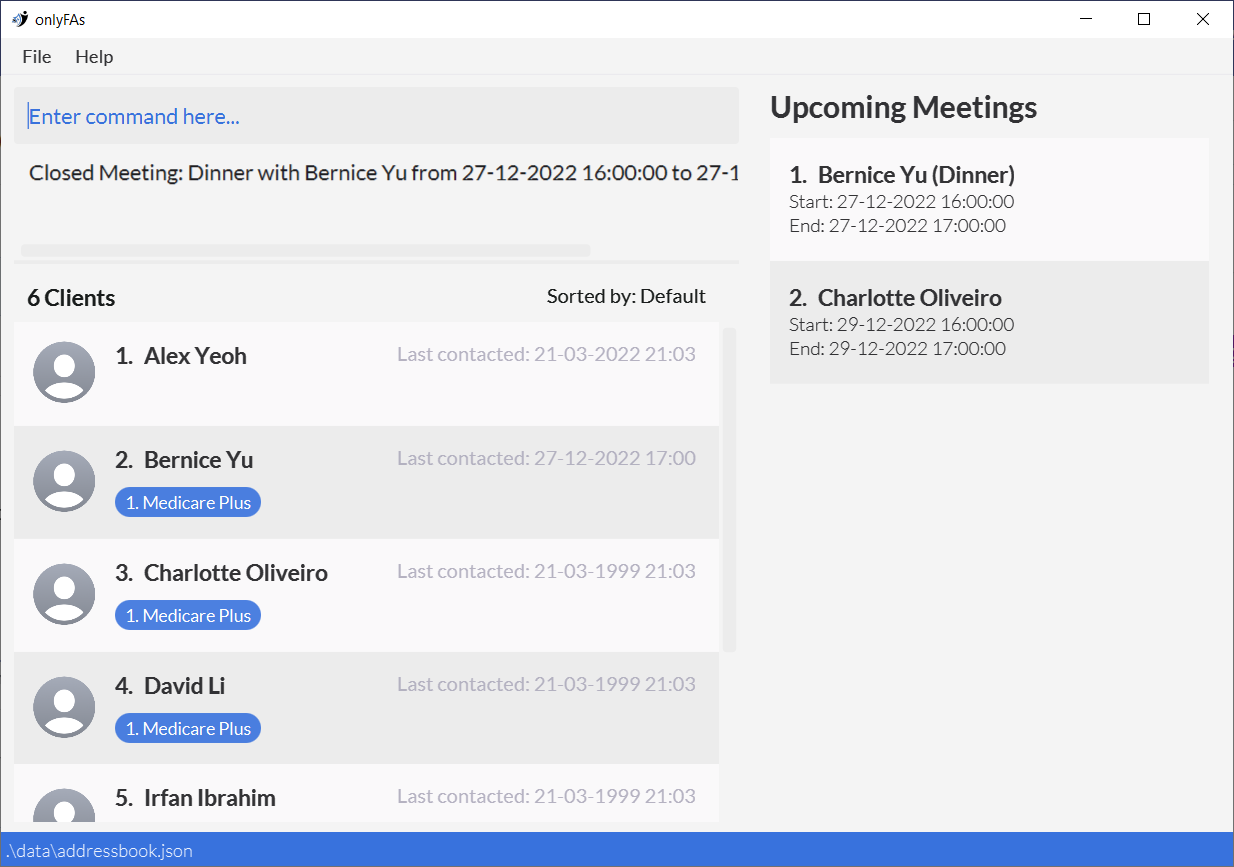 onlyFAs
File Help
Enter command here...
Closed Meeting: Dinner with Bernice Yu from 27-12-2022 16:00:00 to 27-1
6 Clients
Sorted by: Default
1. Alex Yeoh
Last contacted: 21-03-2022 21:03
2. Bernice Yu
Last contacted: 27-12-2022 17:00
1. Medicare Plus
3. Charlotte Oliveiro
Last contacted: 21-03-1999 21:03
1. Medicare Plus
4. David Li
Last contacted: 21-03-1999 21:03
1. Medicare Plus
5. Irfan Ibrahim
Last contacted: 21-03-1999 21:03
Upcoming Meetings
1. Bernice Yu (Dinner)
Start: 27-12-2022 16:00:00
End: 27-12-2022 17:00:00
2. Charlotte Oliveiro
Start: 29-12-2022 16:00:00
End: 29-12-2022 17:00:00
.\data\addressbook.json